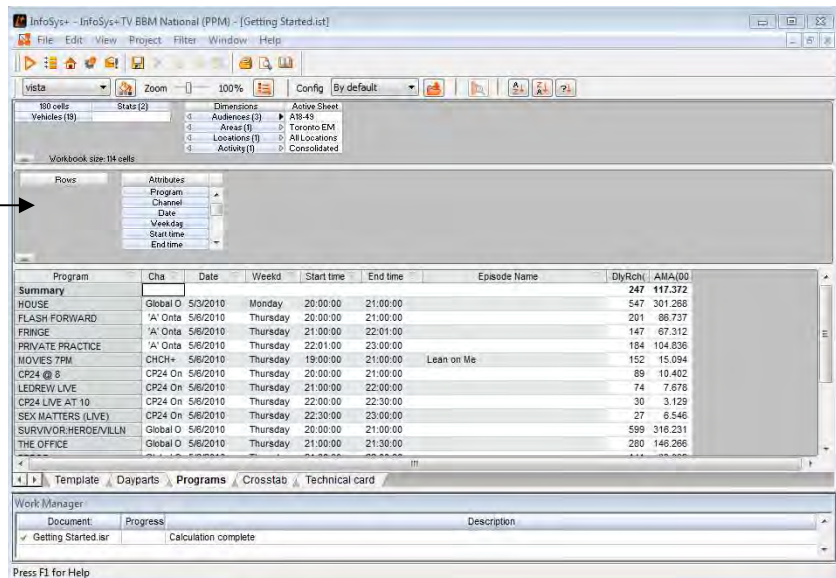 InfoSys+ - InfoSys+TV BBM National (PPM) - [Getting Started.ist]
File Edit View Project Filter Window Help
vista Zoom 100% Config By default
180 cells Stats (2) Dimensions Active Sheet
Vehicles (19) Audiences (3) A18-49
Areas (1) Toronto EM
Locations (1) All Locations
Activity (1) Consolidated
Workbook size: 114 cells
Rows Attributes
Program
Channel
Date
Weekday
Start time
End time
Program Cha Date Weekd Start time End time Episode Name DlyRch( AMA(00
Summary 247 117.372
HOUSE Global O 5/3/2010 Monday 20:00:00 21:00:00 547 301.268
FLASH FORWARD 'A' Onta 5/6/2010 Thursday 20:00:00 21:00:00 201 86.737
FRINGE 'A' Onta 5/6/2010 Thursday 21:00:00 22:01:00 147 67.312
PRIVATE PRACTICE 'A' Onta 5/6/2010 Thursday 22:01:00 23:00:00 184 104.836
MOVIES 7PM CHCH+ 5/6/2010 Thursday 19:00:00 21:00:00 Lean on Me 152 15.094
CP24 @ 8 CP24 On 5/6/2010 Thursday 20:00:00 21:00:00 89 10.402
LEDREW LIVE CP24 On 5/6/2010 Thursday 21:00:00 22:00:00 74 7.678
CP24 LIVE AT 10 CP24 On 5/6/2010 Thursday 22:00:00 22:30:00 30 3.129
SEX MATTERS (LIVE) CP24 On 5/6/2010 Thursday 22:30:00 23:00:00 27 6.546
SURVIVOR:HEROE/VILLN Global O 5/6/2010 Thursday 20:00:00 21:00:00 599 316.231
THE OFFICE Global O 5/6/2010 Thursday 21:00:00 21:30:00 280 146.266
Template Dayparts Programs Crosstab Technical card
Work Manager
Document: Progress Description
Getting Started.isr Calculation complete
Press F1 for Help